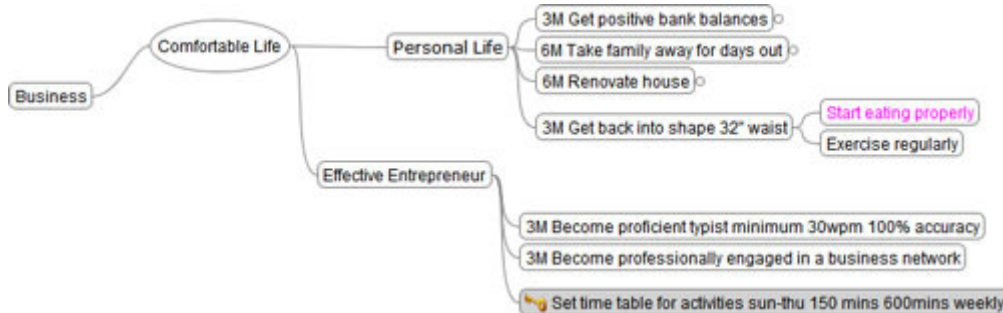 Comfortable Life
Business
Personal Life
3M Get positive bank balances
6M Take family away for days out
6M Renovate house
3M Get back into shape 32" waist
Start eating properly
Exercise regularly
Effective Entrepreneur
3M Become proficient typist minimum 30wpm 100% accuracy
3M Become professionally engaged in a business network
Set time table for activities sun-thu 150 mins 600mins weekly